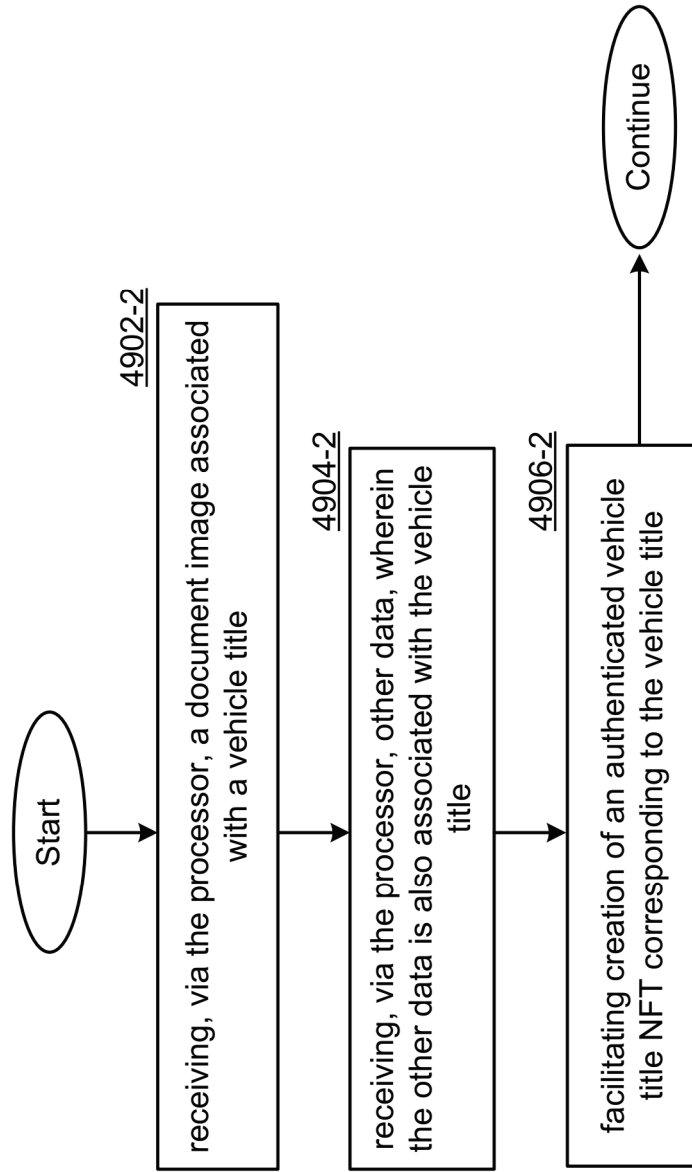 Start
4902-2
receiving, via the processor, a document image associated
with a vehicle title
4904-2
receiving, via the processor, other data, wherein
the other data is also associated with the vehicle
title
4906-2
facilitating creation of an authenticated vehicle
title NFT corresponding to the vehicle title
Continue